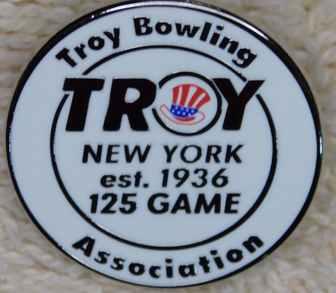 Troy Bowling
TROY
NEW YORK
est. 1936
125 GAME
Association